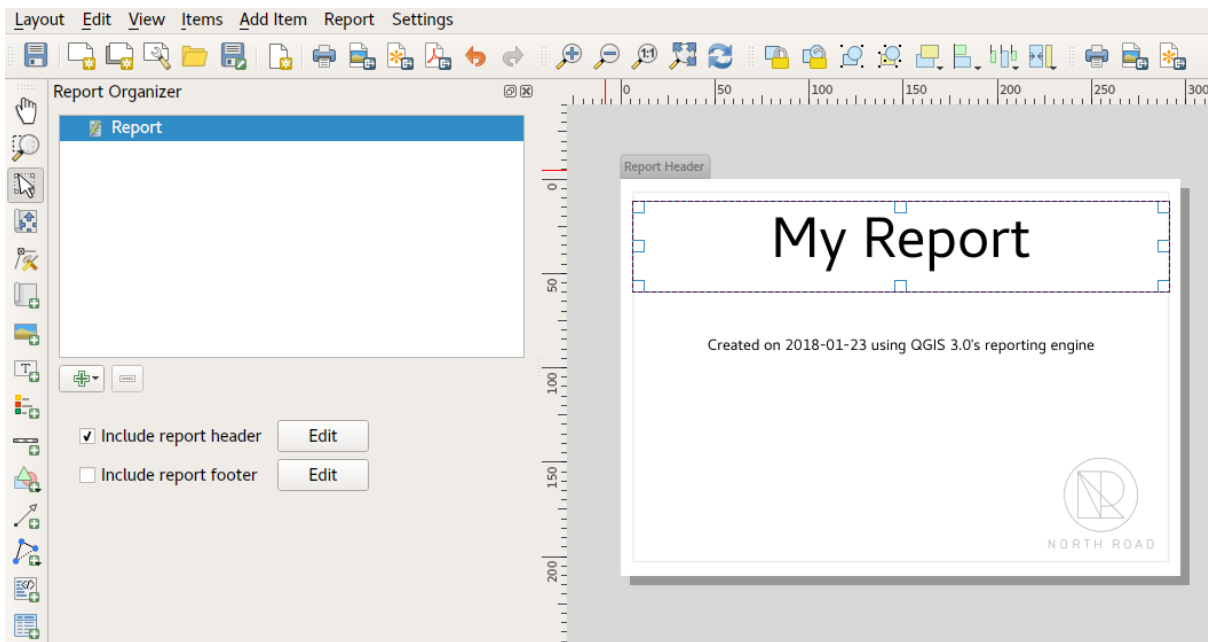 Layout Edit View Items Add Item Report Settings
1:1
Report Organizer
0 50 100 150 200 250 300
Report
Report Header
0
My Report
50
Created on 2018-01-23 using QGIS 3.0's reporting engine
100
T
Include report header Edit
Include report footer Edit
150
NORTH ROAD
200